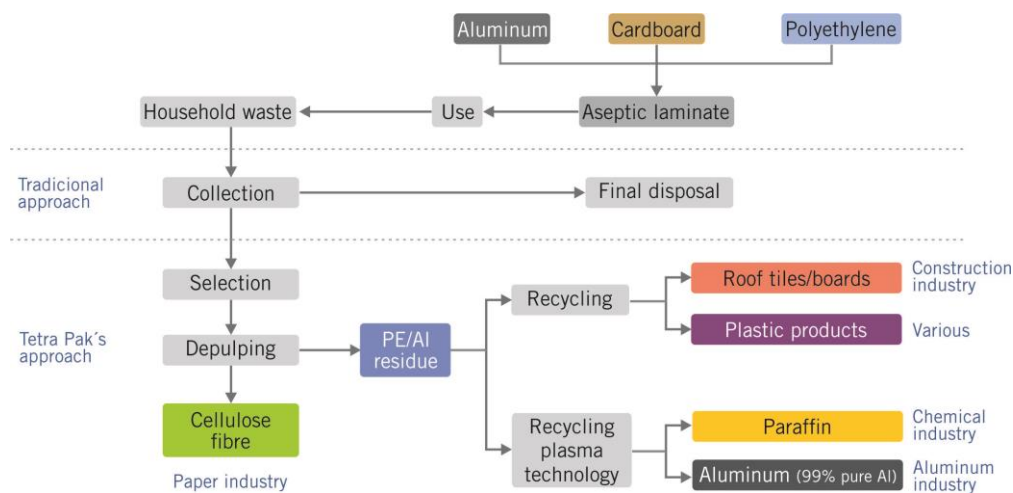 Aluminum
Cardboard
Polyethylene
Household waste
Use
Aseptic laminate
Tradicional
approach
Collection
Final disposal
Selection
Recycling
Roof tiles/boards
Construction
industry
Tetra Pak´s
approach
Depulping
PE/Al
residue
Plastic products
Various
Cellulose
fibre
Paper industry
Recycling
plasma
technology
Paraffin
Chemical
industry
Aluminum (99% pure Al)
Aluminum
industry